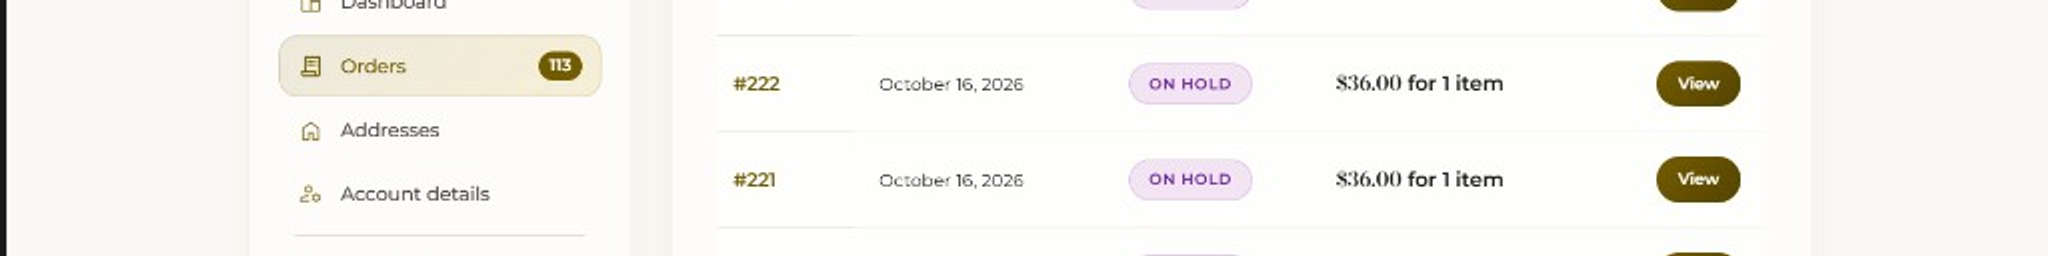 Dashboard
Orders 113
Addresses
Account details
#222 October 16, 2026 ON HOLD $36.00 for 1 item View
#221 October 16, 2026 ON HOLD $36.00 for 1 item View